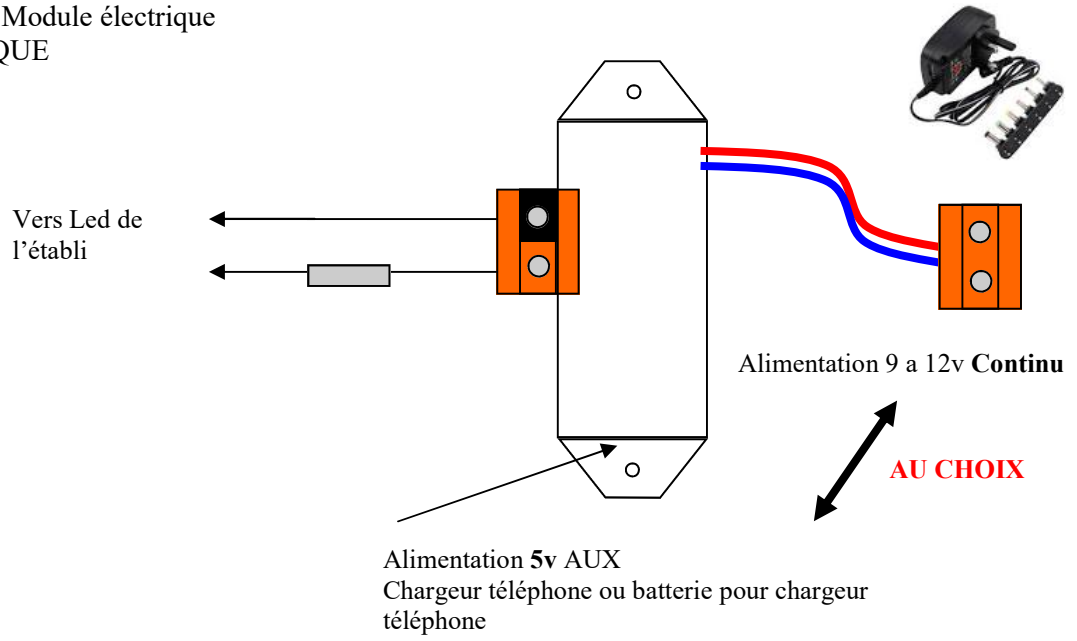 Module électrique
QUE
Vers Led de
l’établi
Alimentation 9 a 12v Continu
AU CHOIX
Alimentation 5v AUX
Chargeur téléphone ou batterie pour chargeur
téléphone